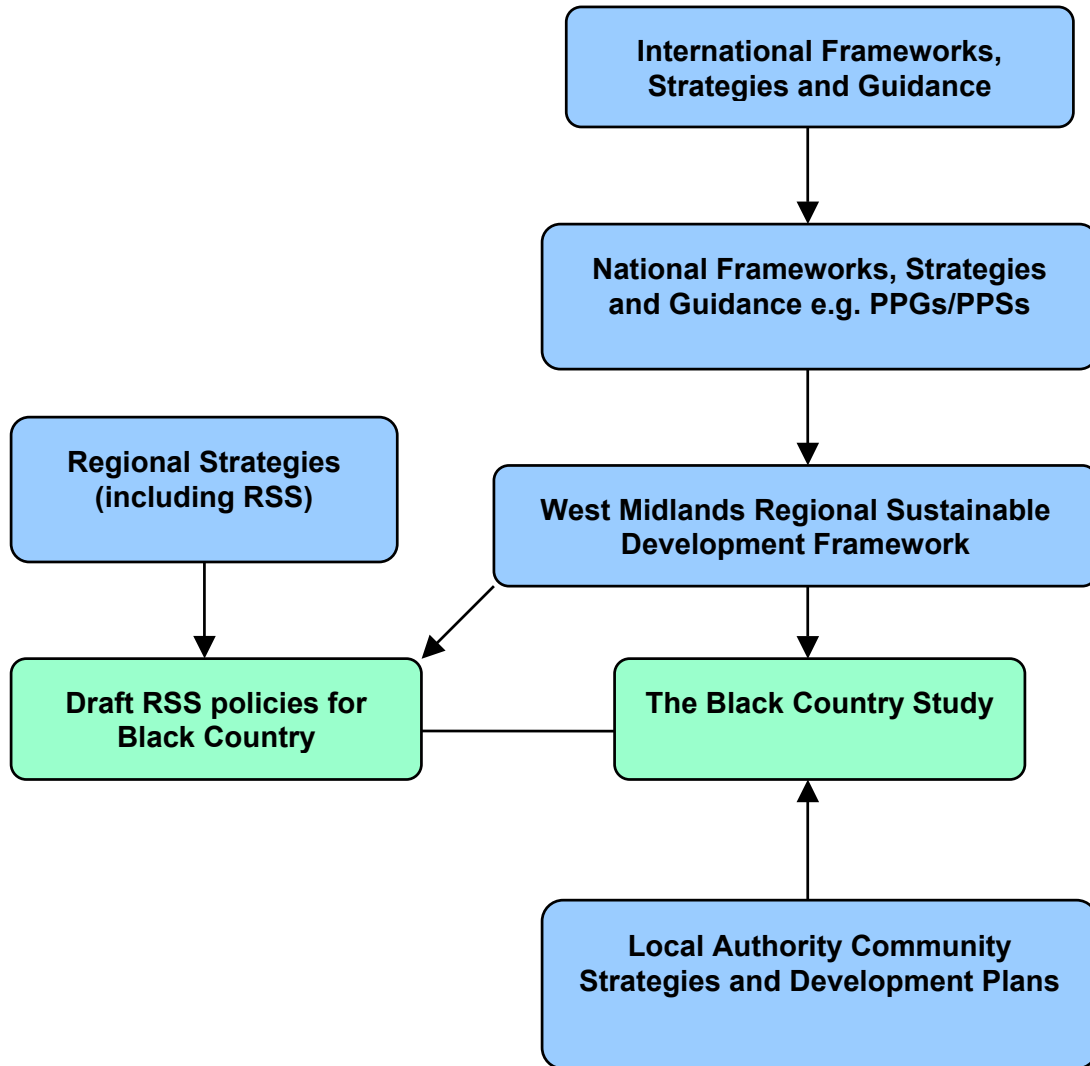 International Frameworks,
Strategies and Guidance
National Frameworks, Strategies
and Guidance e.g. PPGs/PPSs
Regional Strategies
(including RSS)
West Midlands Regional Sustainable
Development Framework
Draft RSS policies for
Black Country
The Black Country Study
Local Authority Community
Strategies and Development Plans